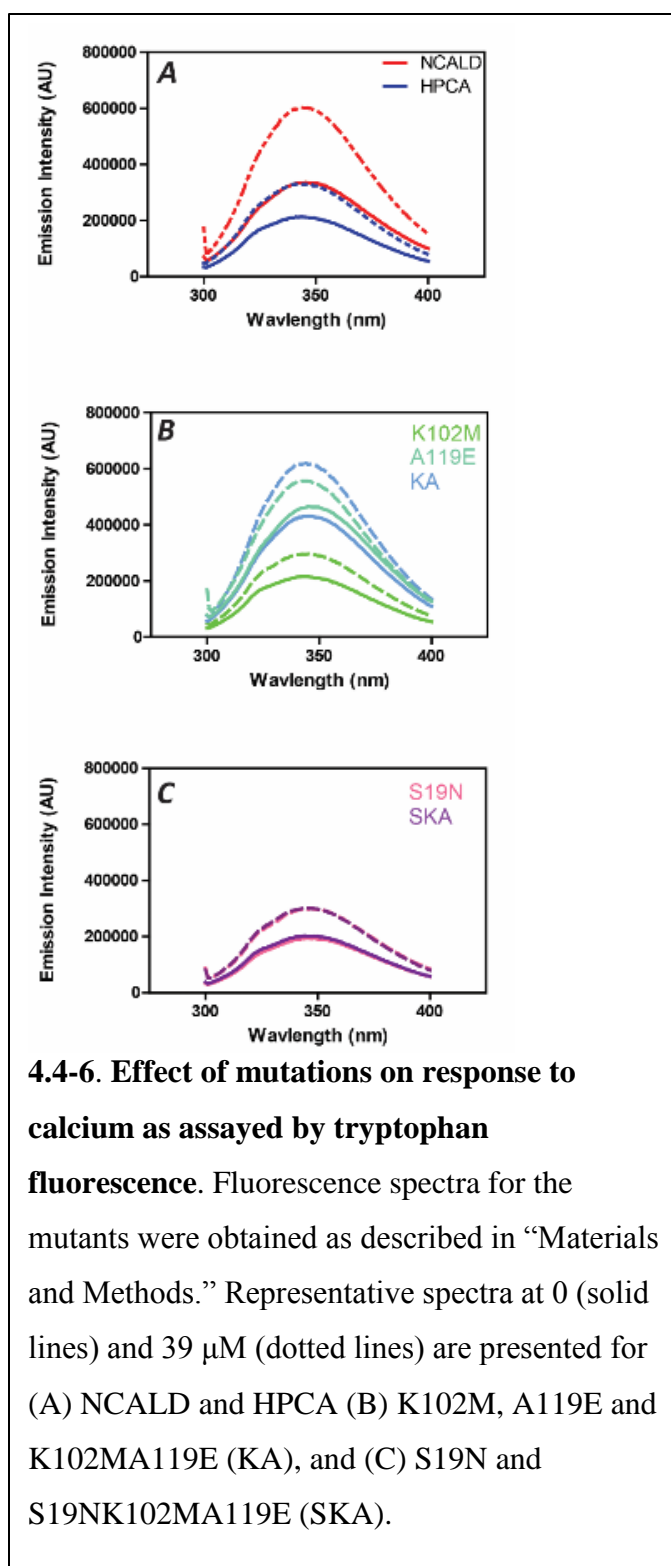 800000
600000
400000
200000
0
Emission Intensity (AU)
A
NCALD
HPCA
300
350
400
Wavlength (nm)
800000
600000
400000
200000
0
Emission Intensity (AU)
B
K102M
A119E
KA
300
350
400
Wavlength (nm)
800000
600000
400000
200000
0
Emission Intensity (AU)
C
S19N
SKA
300
350
400
Wavlength (nm)
4.4-6. Effect of mutations on response to
calcium as assayed by tryptophan
fluorescence. Fluorescence spectra for the
mutants were obtained as described in “Materials
and Methods.” Representative spectra at 0 (solid
lines) and 39 μM (dotted lines) are presented for
(A) NCALD and HPCA (B) K102M, A119E and
K102MA119E (KA), and (C) S19N and
S19NK102MA119E (SKA).